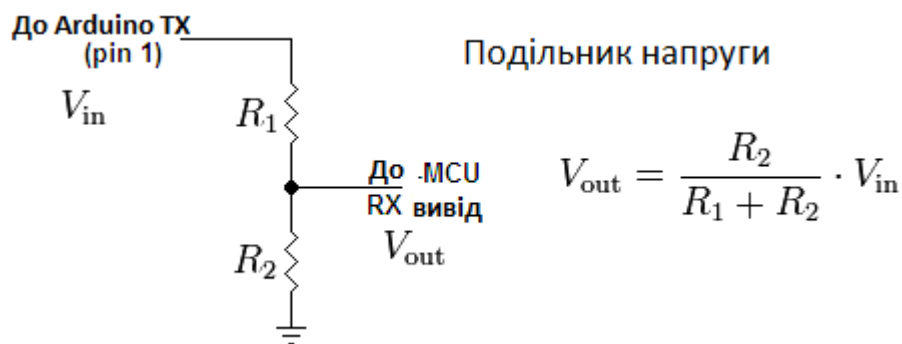 До Arduino TX
(pin 1)
Подільник напруги
V_in
R_1
До -MCU
RX вивід
V_out = R_2 / (R_1 + R_2) · V_in
V_out
R_2